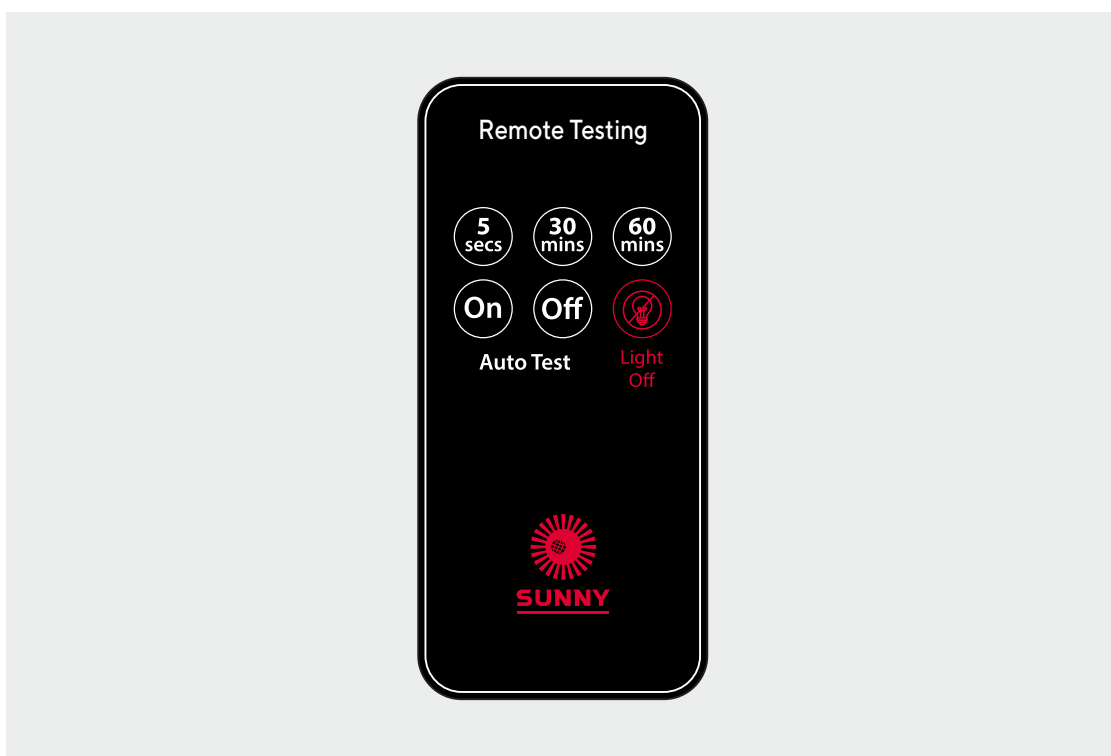 Remote Testing
5
secs
30
mins
60
mins
On
Off
Auto Test
Light
Off
SUNNY